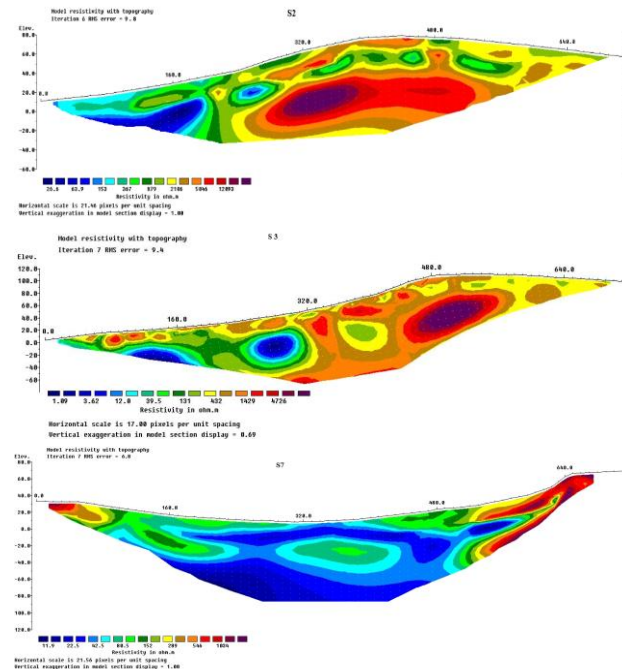 S2
Model resistivity with topography
Iteration 6 RMS error = 9.8
Elev.
80.0
60.0
40.0
20.0
0.0
-20.0
-40.0
-60.0
0.0
160.0
320.0
480.0
640.0
26.6 63.9 153 367 879 2106 5046 12093
Resistivity in ohm.m
Horizontal scale is 21.46 pixels per unit spacing
Vertical exaggeration in model section display = 1.00
S 3
Model resistivity with topography
Iteration 7 RMS error = 9.4
Elev.
120.0
100.0
80.0
60.0
40.0
20.0
0.0
-20
-40
-60
0.0
160.0
320.0
480.0
640.0
1.09 3.62 12.0 39.5 131 432 1429 4726
Resistivity in ohm.m
Horizontal scale is 17.00 pixels per unit spacing
Vertical exaggeration in model section display = 0.69
Model resistivity with topography
Iteration 7 RMS error = 6.8
S7
Elev.
80.0
60.0
40.0
20.0
0.0
-20.0
-40.0
-60.0
80.0
100.0
120.0
0.0
160.0
320.0
480.0
640.0
11.9 22.5 42.5 80.5 152 289 546 1034
Resistivity in ohm.m
Horizontal scale is 21.56 pixels per unit spacing
Vertical exaggeration in model section display = 1.00